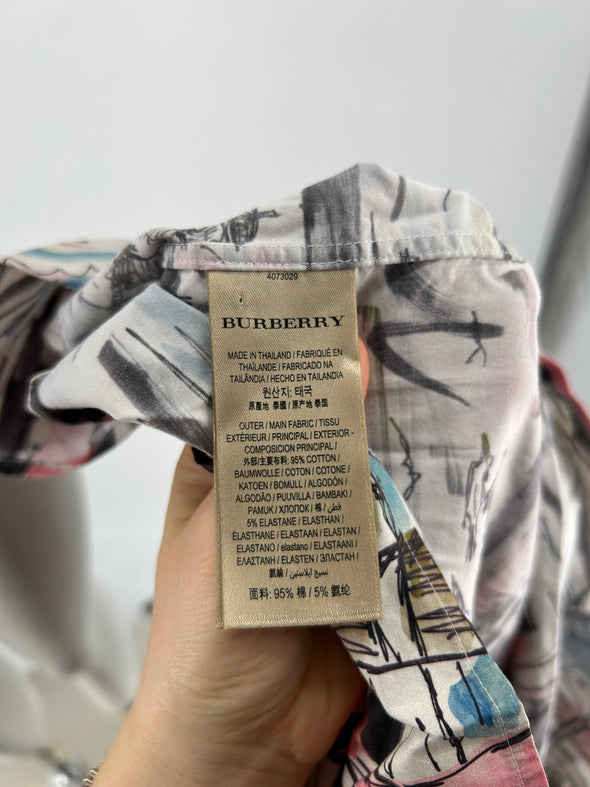 4073029
BURBERRY
MADE IN THAILAND / FABRIQUÉ EN
THAÏLANDE / FABRICADO NA
TAILÂNDIA / HECHO EN TAILANDIA
원산지: 태국
原產地 泰國 / 原产地 泰国
OUTER / MAIN FABRIC / TISSU
EXTÉRIEUR / PRINCIPAL / EXTERIOR -
COMPOSICION PRINCIPAL /
外部/主要布料: 95% COTTON /
BAUMWOLLE / COTON / COTONE /
KATOEN / BOMULL / ALGODÓN /
ALGODÃO / PUUVILLA / BAMBAKI /
PAMUK / ХЛОПОК / 棉 / قطن /
5% ELASTANE / ELASTHAN /
ÉLASTHANE / ELASTAAN / ELASTAN /
ELASTANO / elastano / ELASTAANI /
ΕΛΑΣΤΑΝΗ / ELASTEN / ЭЛАСТАН /
氨綸 / نسيج ايلاستين /
面料: 95% 棉 / 5% 氨纶